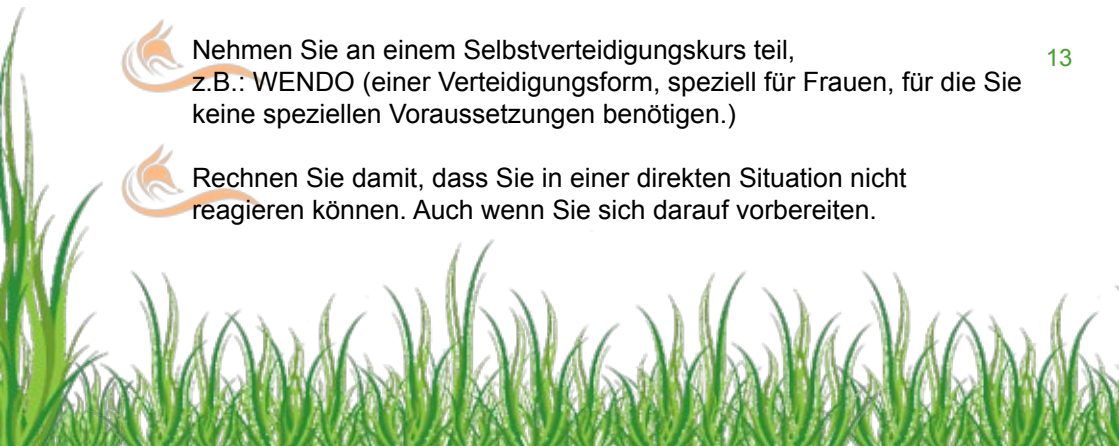 Nehmen Sie an einem Selbstverteidigungskurs teil,
13
z.B.: WENDO (einer Verteidigungsform, speziell für Frauen, für die Sie
keine speziellen Voraussetzungen benötigen.)
Rechnen Sie damit, dass Sie in einer direkten Situation nicht
reagieren können. Auch wenn Sie sich darauf vorbereiten.